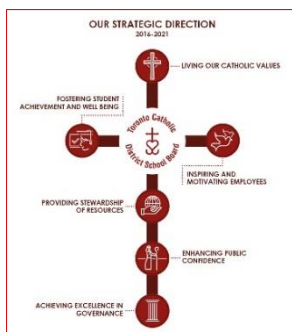 OUR STRATEGIC DIRECTION
2016-2021
LIVING OUR CATHOLIC VALUES
FOSTERING STUDENT
ACHIEVEMENT AND WELL BEING
Toronto Catholic
District School Board
INSPIRING AND
MOTIVATING EMPLOYEES
PROVIDING STEWARDSHIP
OF RESOURCES
ENHANCING PUBLIC
CONFIDENCE
ACHIEVING EXCELLENCE IN
GOVERNANCE